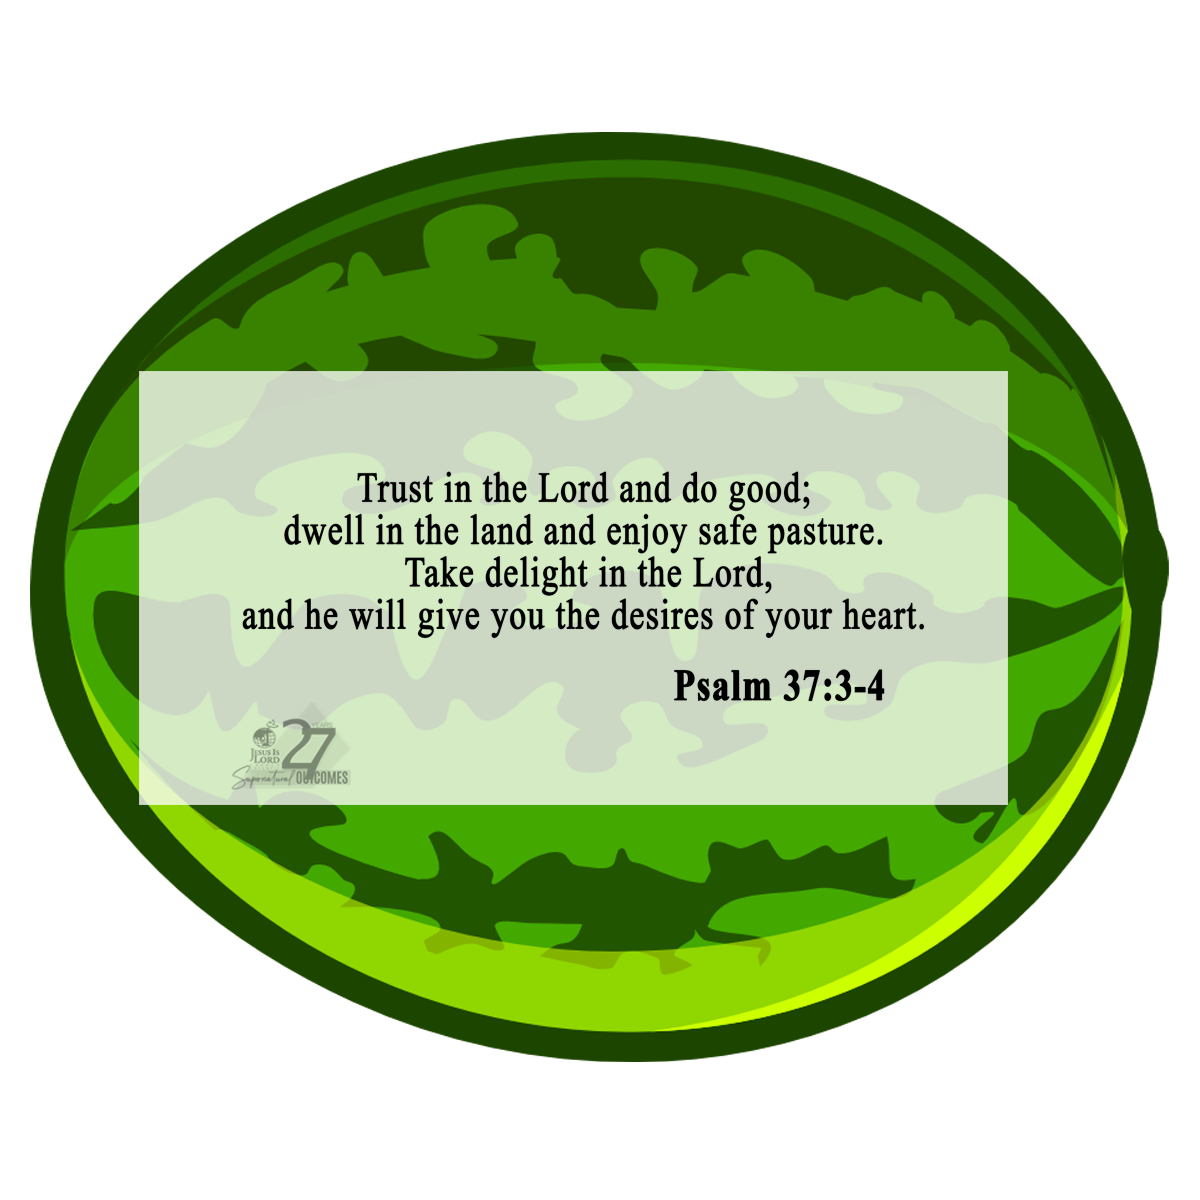 Trust in the Lord and do good;
dwell in the land and enjoy safe pasture.
Take delight in the Lord,
and he will give you the desires of your heart.
Psalm 37:3-4
27
YEARS
JESUS IS
LORD
Supernatural OUTCOMES